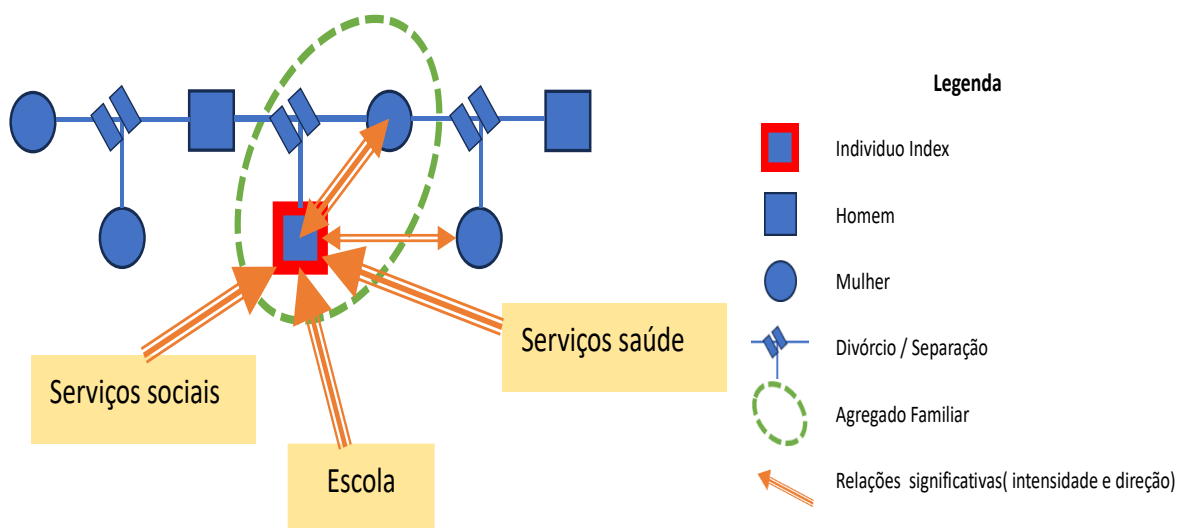 Legenda
Individuo Index
Homem
Mulher
Divórcio / Separação
Agregado Familiar
Relações significativas( intensidade e direção)
Serviços saúde
Serviços sociais
Escola